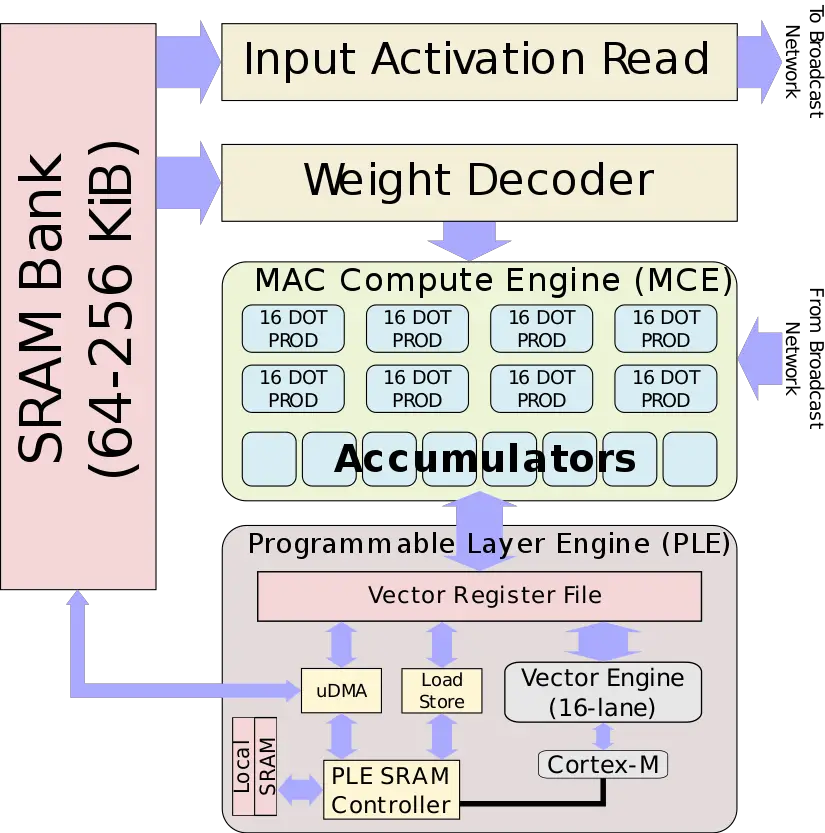 SRAM Bank
(64-256 KiB)
Input Activation Read
To Broadcast
Network
Weight Decoder
MAC Compute Engine (MCE)
16 DOT
PROD
16 DOT
PROD
16 DOT
PROD
16 DOT
PROD
16 DOT
PROD
16 DOT
PROD
16 DOT
PROD
16 DOT
PROD
Accumulators
From Broadcast
Network
Programmable Layer Engine (PLE)
Vector Register File
uDMA
Load
Store
Vector Engine
(16-lane)
Local
SRAM
PLE SRAM
Controller
Cortex-M